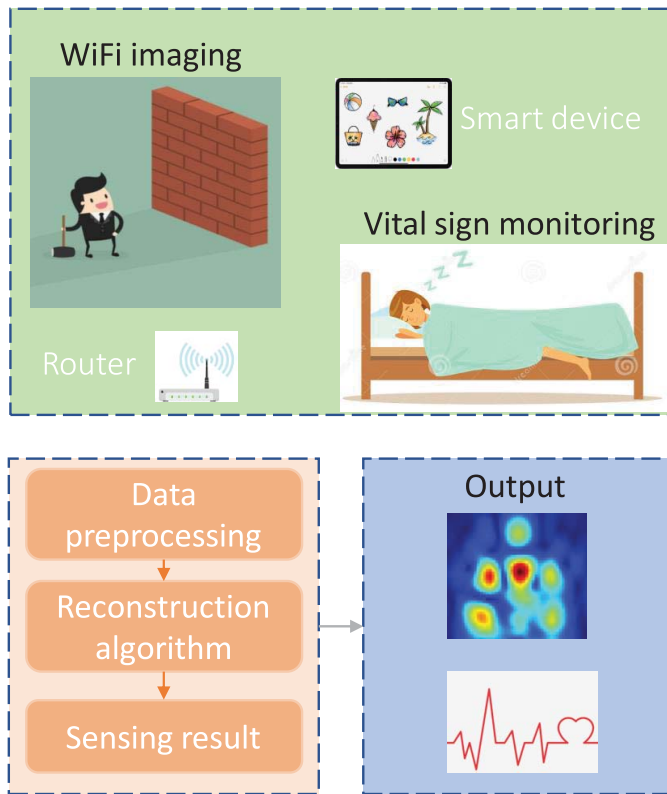 WiFi imaging
Smart device
Vital sign monitoring
Z Z Z Z
Router
Data
preprocessing
Reconstruction
algorithm
Sensing result
Output